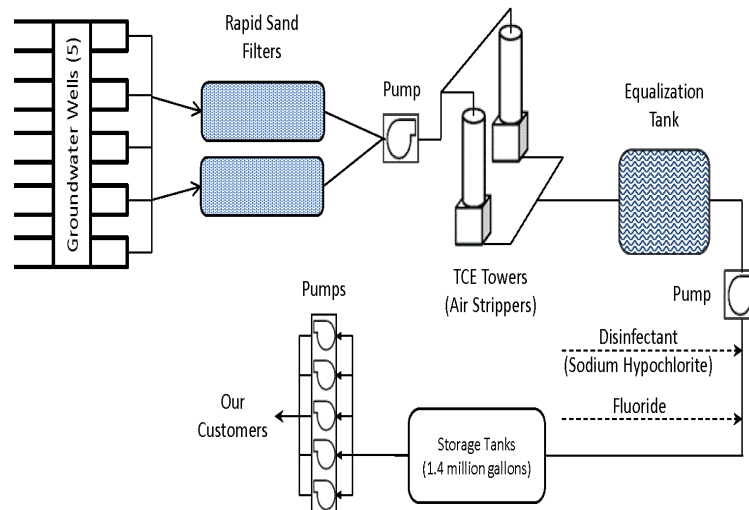 Groundwater Wells (5)
Rapid Sand
Filters
Pump
TCE Towers
(Air Strippers)
Equalization
Tank
Pump
Disinfectant
(Sodium Hypochlorite)
Fluoride
Storage Tanks
(1.4 million gallons)
Pumps
Our
Customers